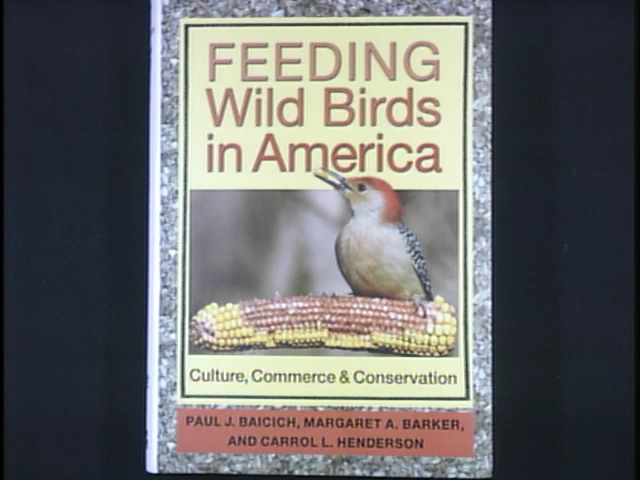 FEEDING
Wild Birds
in America
Culture, Commerce & Conservation
PAUL J. BAICICH, MARGARET A. BARKER,
AND CARROL L. HENDERSON